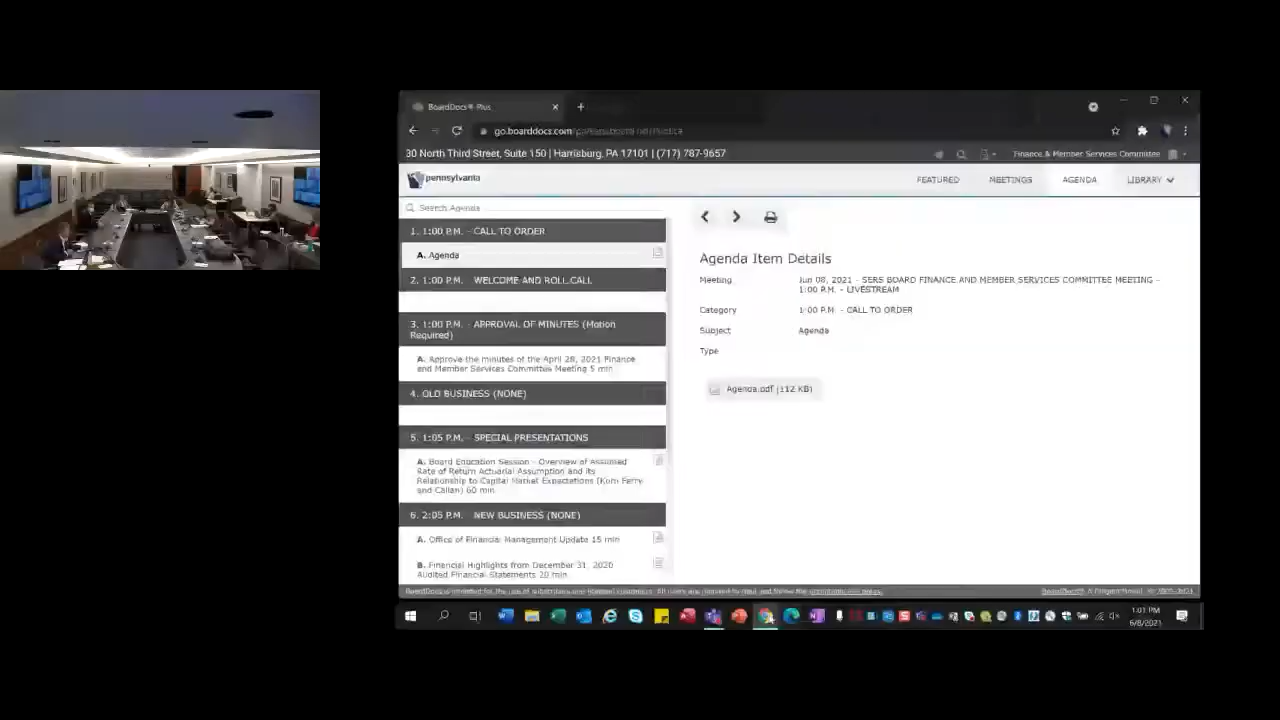 BoardDocs® Plus
go.boarddocs.com
30 North Third Street, Suite 150 | Harrisburg, PA 17101 | (717) 787-9657
Finance & Member Services Committee
pennsylvania
FEATURED
MEETINGS
AGENDA
LIBRARY
Search Agenda
1. 1:00 P.M. - CALL TO ORDER
A. Agenda
2. 1:00 P.M. WELCOME AND ROLL CALL
3. 1:00 P.M. - APPROVAL OF MINUTES (Motion
Required)
A. Approve the minutes of the April 28, 2021 Finance
and Member Services Committee Meeting 5 min
4. OLD BUSINESS (NONE)
5. 1:05 P.M. - SPECIAL PRESENTATIONS
A. Board Education Session - Overview of Assumed
Rate of Return Actuarial Assumption and its
Relationship to Capital Market Expectations (Korn Ferry
and Callan) 60 min
6. 2:05 P.M. NEW BUSINESS (NONE)
A. Office of Financial Management Update 15 min
B. Financial Highlights from December 31, 2020
Audited Financial Statements 20 min
Agenda Item Details
Meeting
Jun 08, 2021 - SERS BOARD FINANCE AND MEMBER SERVICES COMMITTEE MEETING -
1:00 P.M. - LIVESTREAM
Category
1:00 P.M. - CALL TO ORDER
Subject
Agenda
Type
Agenda.pdf (112 KB)
1:01 PM
6/8/2021